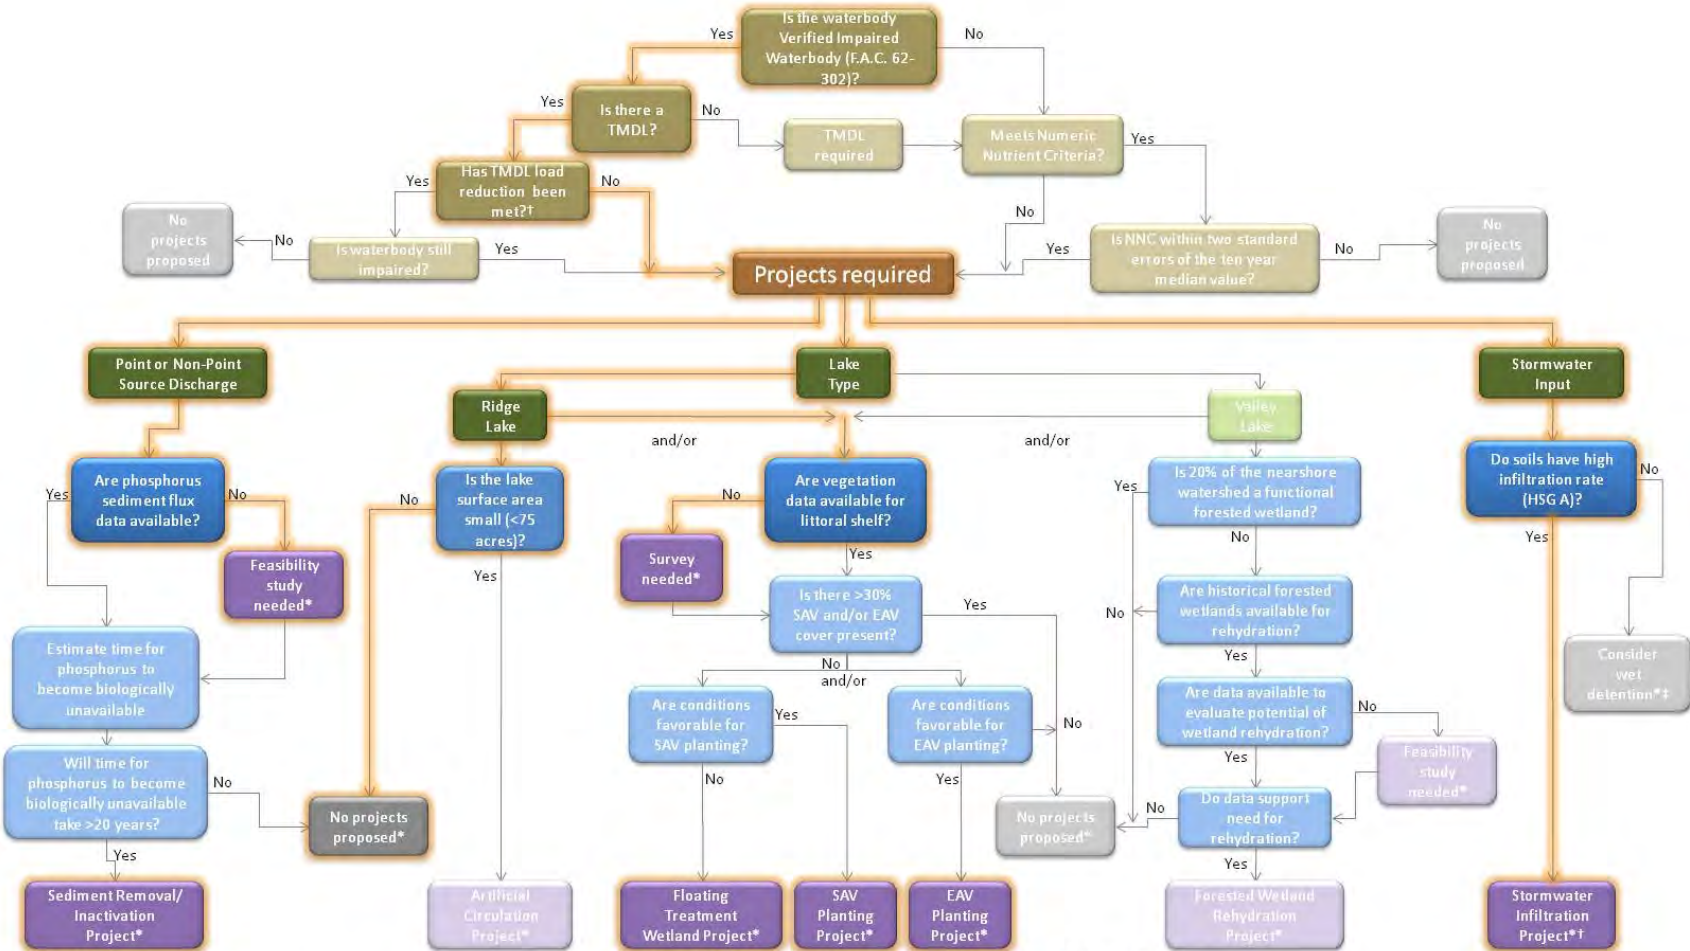 Is the waterbody
Verified Impaired
Waterbody (F.A.C. 62-
302)?
Yes
No
Is there a
TMDL?
Yes
No
TMDL
required
Meets Numeric
Nutrient Criteria?
Yes
No
Has TMDL load
reduction been
met?†
Yes
No
No
projects
proposed
No
Is waterbody still
impaired?
Yes
Projects required
Yes
Is NNC within two standard
errors of the ten year
median value?
No
No
projects
proposed
Point or Non-Point
Source Discharge
Lake
Type
Stormwater
Input
Ridge
Lake
and/or
and/or
Valley
Lake
Are phosphorus
sediment flux
data available?
Yes
No
Feasibility
study
needed*
Estimate time for
phosphorus to
become biologically
unavailable
Will time for
phosphorus to become
biologically unavailable
take >20 years?
No
Yes
Sediment Removal/
Inactivation
Project*
No
Is the lake
surface area
small (<75
acres)?
Yes
No projects
proposed*
Artificial
Circulation
Project*
Are vegetation
data available for
littoral shelf?
No
Yes
Survey
needed*
Is there >30%
SAV and/or EAV
cover present?
Yes
No
and/or
Are conditions
favorable for
SAV planting?
Yes
No
Are conditions
favorable for
EAV planting?
No
Yes
Floating
Treatment
Wetland Project*
SAV
Planting
Project*
EAV
Planting
Project*
Is 20% of the nearshore
watershed a functional
forested wetland?
Yes
No
Are historical forested
wetlands available for
rehydration?
No
Yes
Are data available to
evaluate potential of
wetland rehydration?
No
Yes
Feasibility
study
needed*
Do data support
need for
rehydration?
No
Yes
No projects
proposed*
Forested Wetland
Rehydration
Project*
Do soils have high
infiltration rate
(HSG A)?
No
Yes
Consider
wet
detention*‡
Stormwater
Infiltration
Project*†